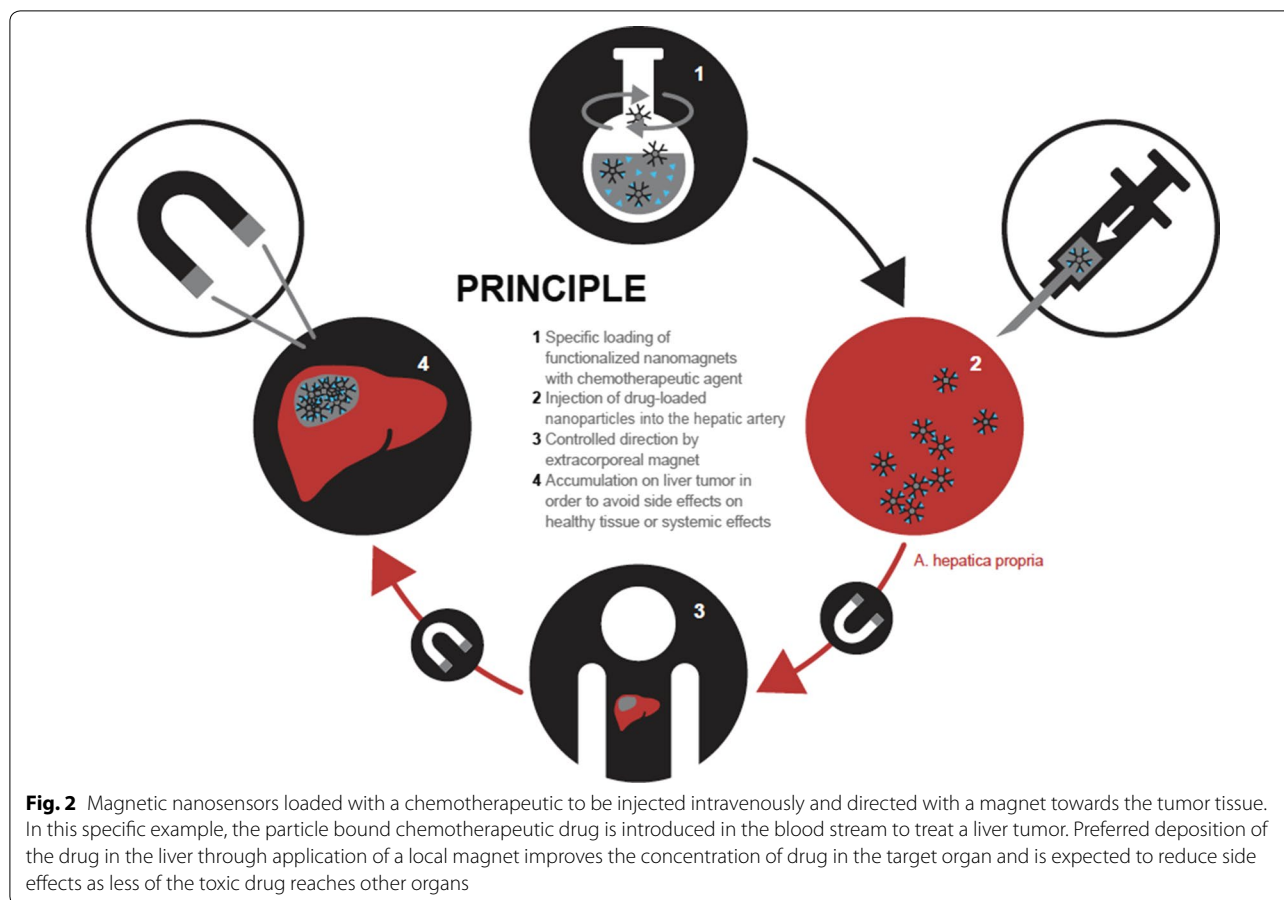 1
PRINCIPLE
1 Specific loading of
functionalized nanomagnets
with chemotherapeutic agent
2 Injection of drug-loaded
nanoparticles into the hepatic artery
3 Controlled direction by
extracorporeal magnet
4 Accumulation on liver tumor in
order to avoid side effects on
healthy tissue or systemic effects
2
A. hepatica propria
3
4
Fig. 2 Magnetic nanosensors loaded with a chemotherapeutic to be injected intravenously and directed with a magnet towards the tumor tissue.
In this specific example, the particle bound chemotherapeutic drug is introduced in the blood stream to treat a liver tumor. Preferred deposition of
the drug in the liver through application of a local magnet improves the concentration of drug in the target organ and is expected to reduce side
effects as less of the toxic drug reaches other organs